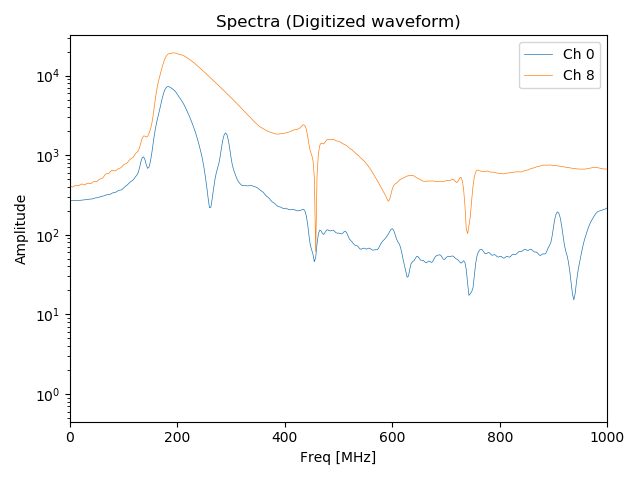 Spectra (Digitized waveform)
Ch 0
Ch 8
Amplitude
10^4
10^3
10^2
10^1
10^0
0 200 400 600 800 1000
Freq [MHz]